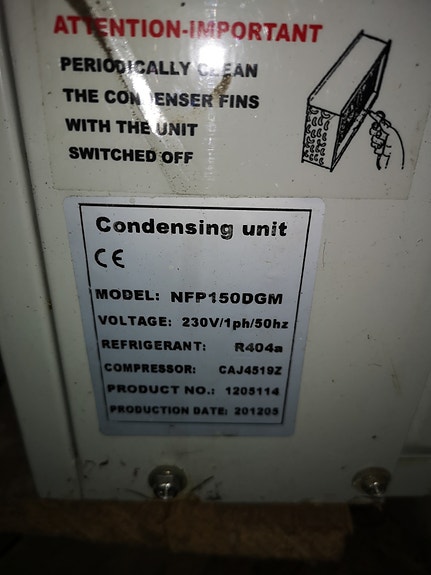 ATTENTION-IMPORTANT
PERIODICALLY CLEAN
THE CONDENSER FINS
WITH THE UNIT
SWITCHED OFF
Condensing unit
CE
MODEL: NFP150DGM
VOLTAGE: 230V/1ph/50hz
REFRIGERANT: R404a
COMPRESSOR: CAJ4519Z
PRODUCT NO.: 1205114
PRODUCTION DATE: 201205